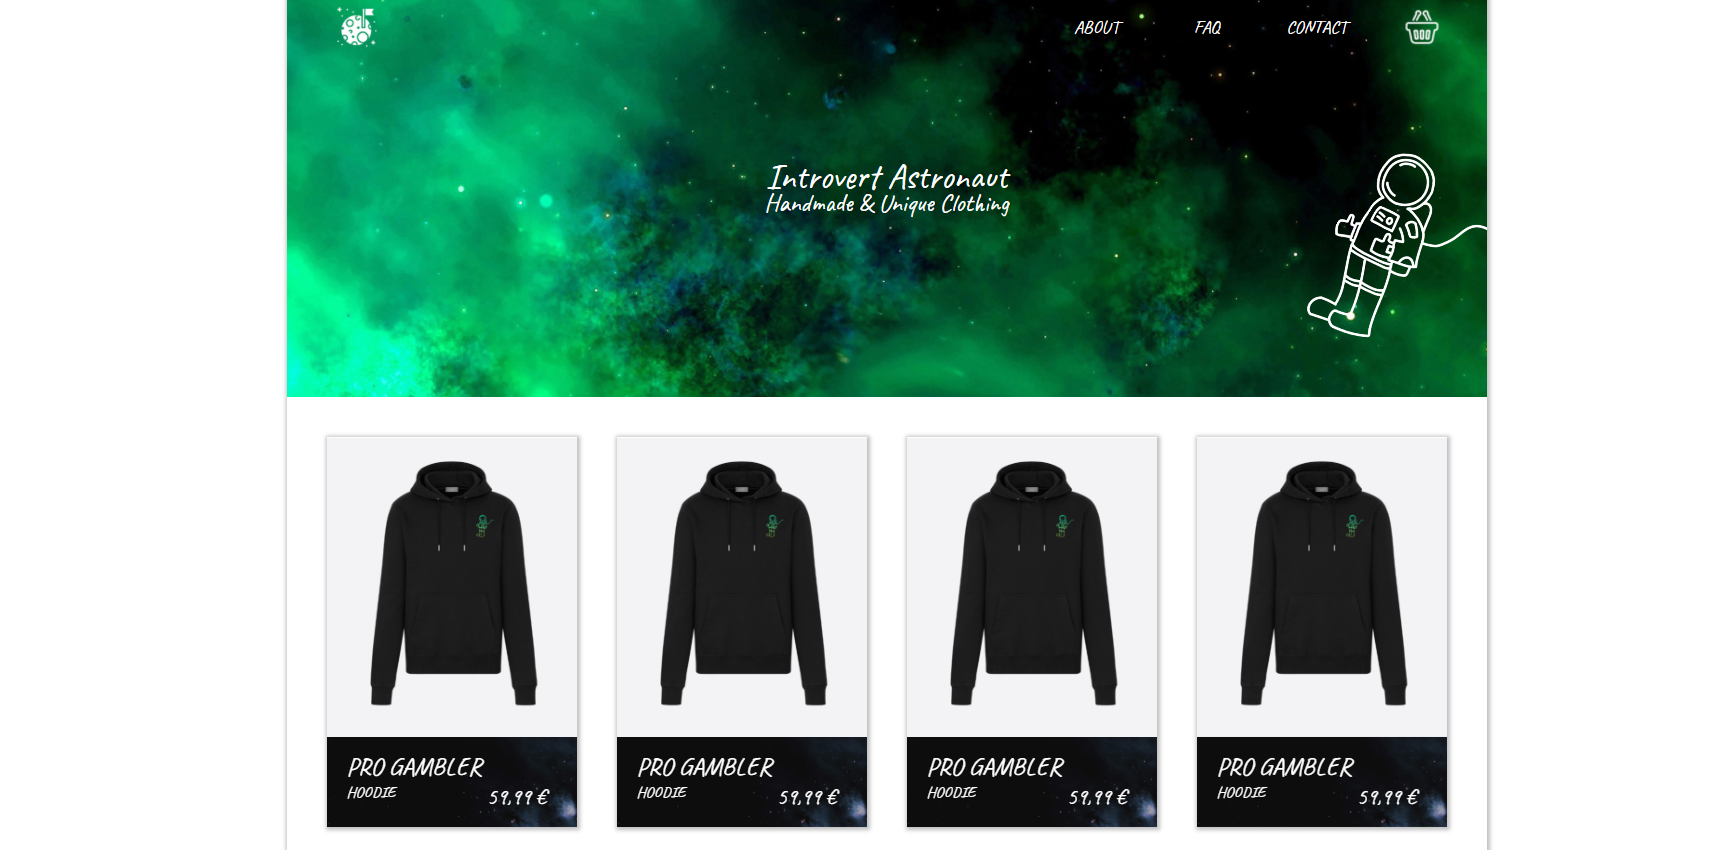 ABOUT FAQ CONTACT
Introvert Astronaut
Handmade & Unique Clothing
PRO GAMBLER
HOODIE
59,99 €
PRO GAMBLER
HOODIE
59,99 €
PRO GAMBLER
HOODIE
59,99 €
PRO GAMBLER
HOODIE
59,99 €